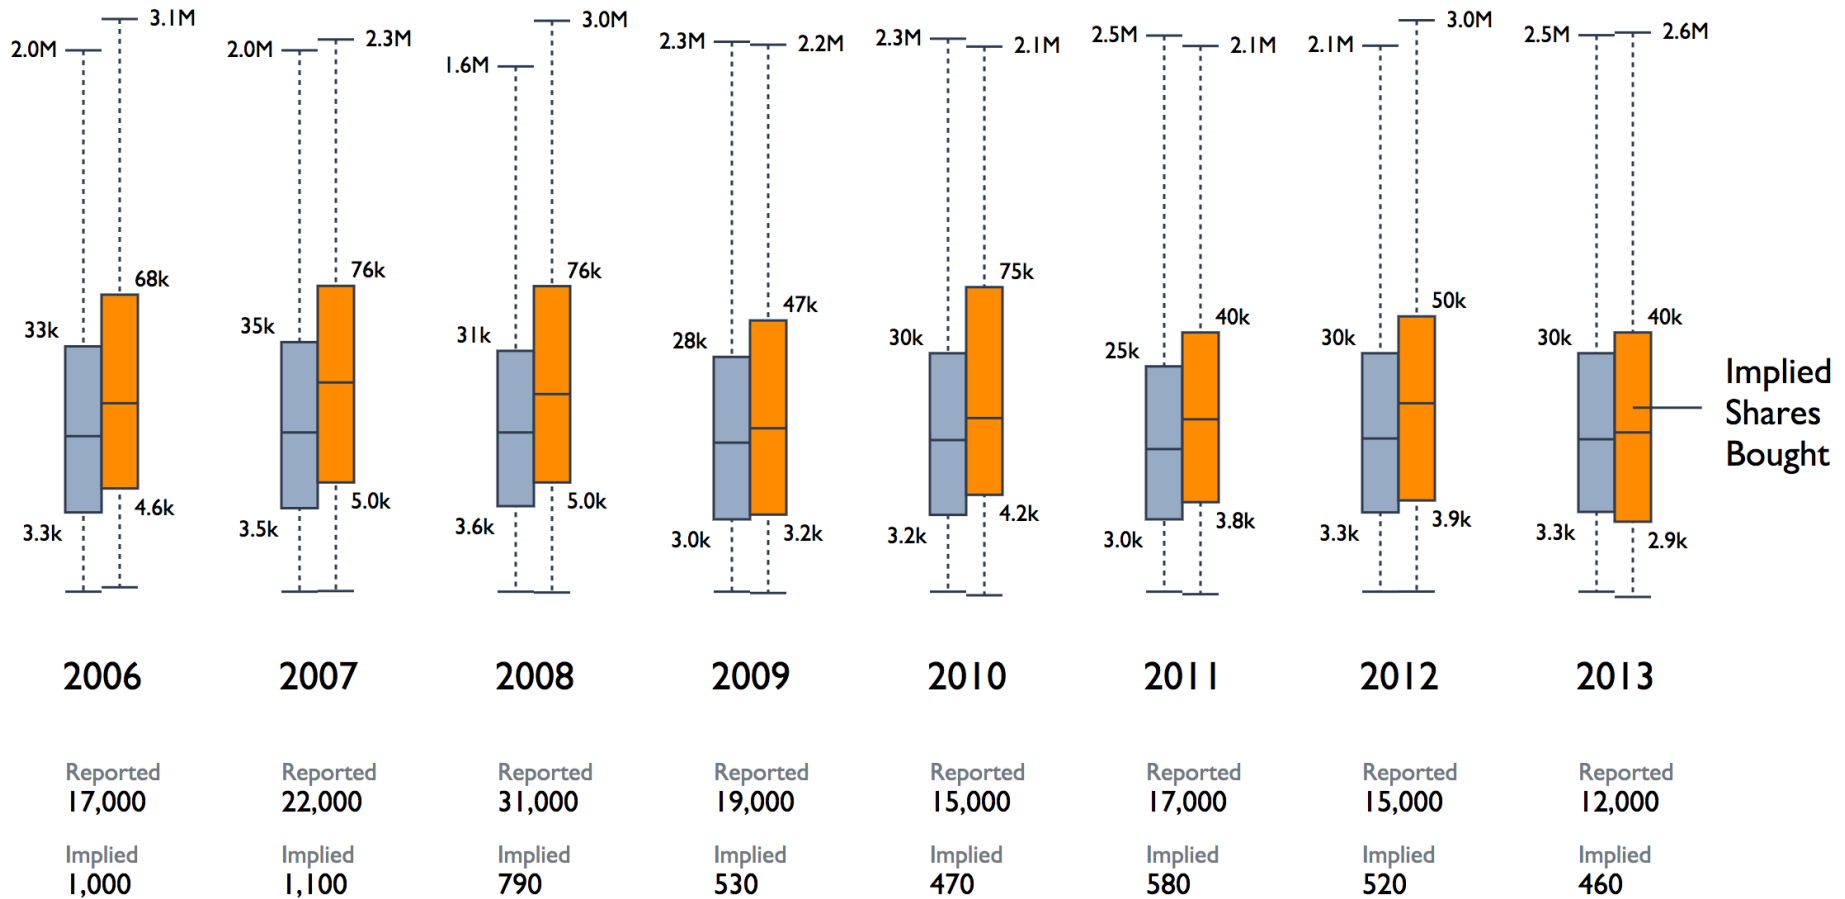 3.1M
2.0M
2.0M
2.3M
3.0M
1.6M
2.3M
2.2M
2.3M
2.1M
2.5M
2.1M
2.1M
3.0M
2.5M
2.6M
68k
33k
76k
35k
76k
31k
47k
28k
75k
30k
40k
25k
50k
30k
40k
30k
Implied
Shares
Bought
4.6k
3.3k
5.0k
3.5k
5.0k
3.6k
3.2k
3.0k
4.2k
3.2k
3.8k
3.0k
3.9k
3.3k
2.9k
3.3k
2006
2007
2008
2009
2010
2011
2012
2013
Reported
17,000
Implied
1,000
Reported
22,000
Implied
1,100
Reported
31,000
Implied
790
Reported
19,000
Implied
530
Reported
15,000
Implied
470
Reported
17,000
Implied
580
Reported
15,000
Implied
520
Reported
12,000
Implied
460